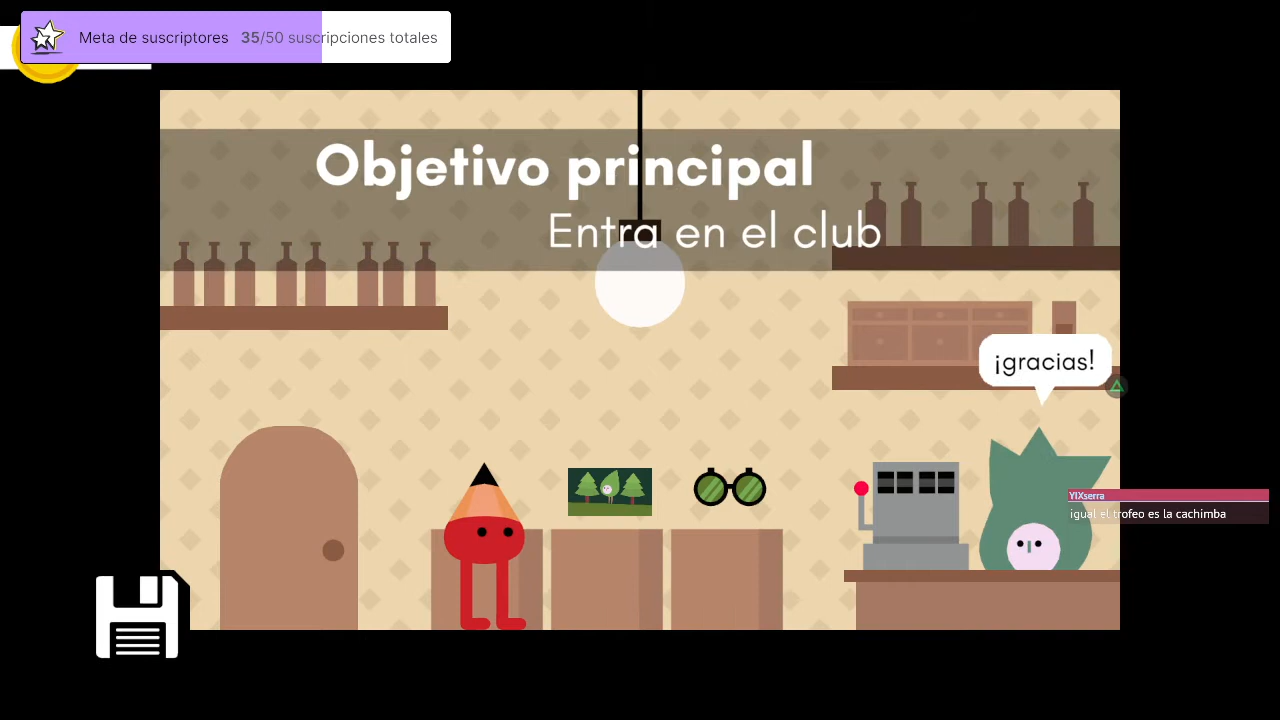 Meta de suscriptores 35/50 suscripciones totales
Objetivo principal
Entra en el club
¡gracias!
YIXserra
igual el trofeo es la cachimba